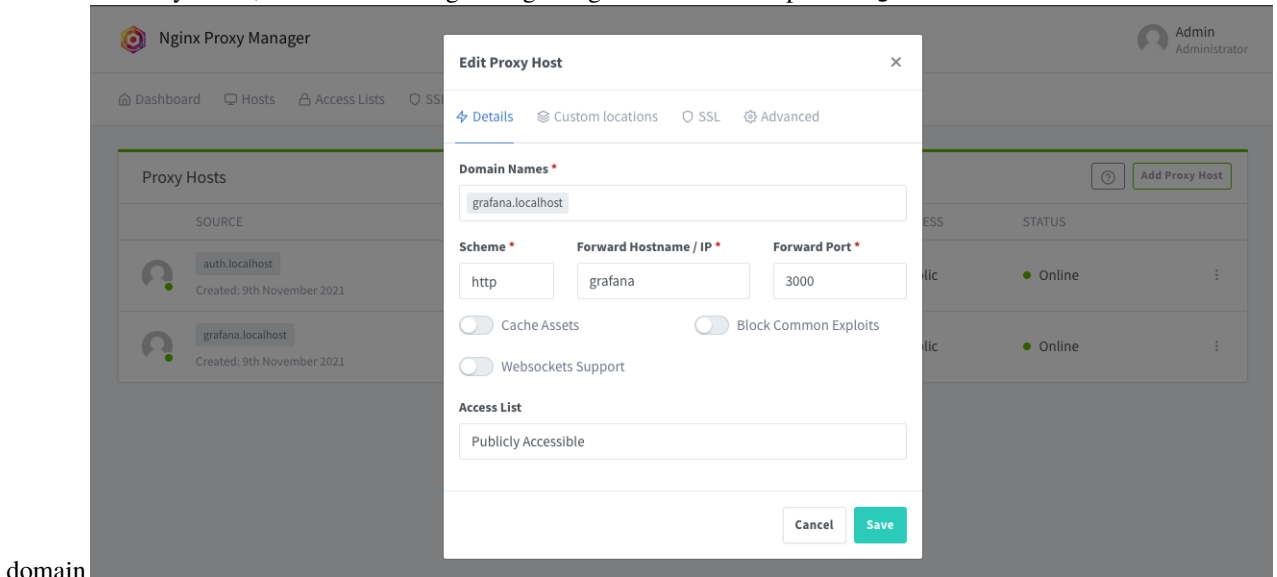 Nginx Proxy Manager
Admin
Administrator
Dashboard Hosts Access Lists SSL
Proxy Hosts
Add Proxy Host
SOURCE
STATUS
auth.localhost
Created: 9th November 2021
Online
grafana.localhost
Created: 9th November 2021
Online
Edit Proxy Host
Details Custom locations SSL Advanced
Domain Names *
grafana.localhost
Scheme * Forward Hostname / IP * Forward Port *
http grafana 3000
Cache Assets Block Common Exploits
Websockets Support
Access List
Publicly Accessible
Cancel Save
domain